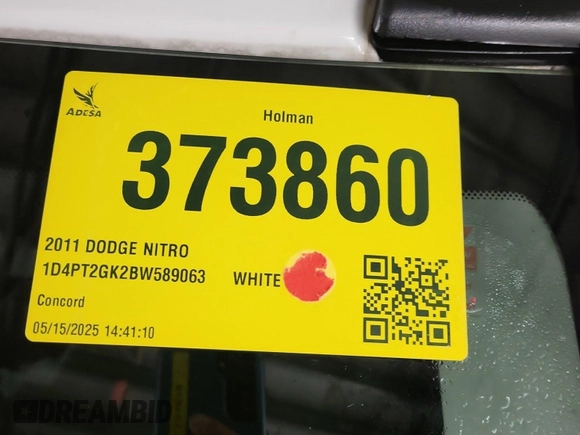 ADESA
Holman
373860
2011 DODGE NITRO
1D4PT2GK2BW589063 WHITE
Concord
05/15/2025 14:41:10
DREAMBID